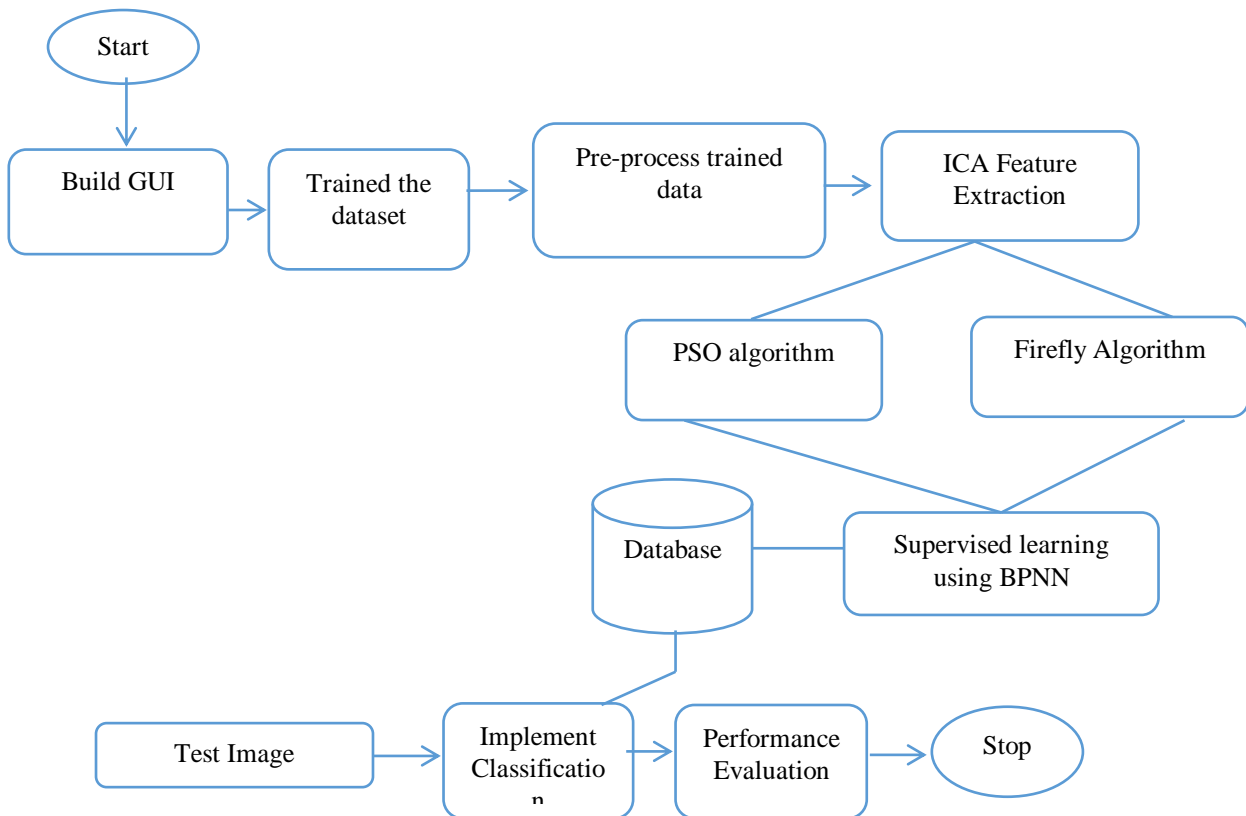 Start
Build GUI
Trained the
dataset
Pre-process trained
data
ICA Feature
Extraction
PSO algorithm
Firefly Algorithm
Database
Supervised learning
using BPNN
Test Image
Implement
Classificatio
n
Performance
Evaluation
Stop